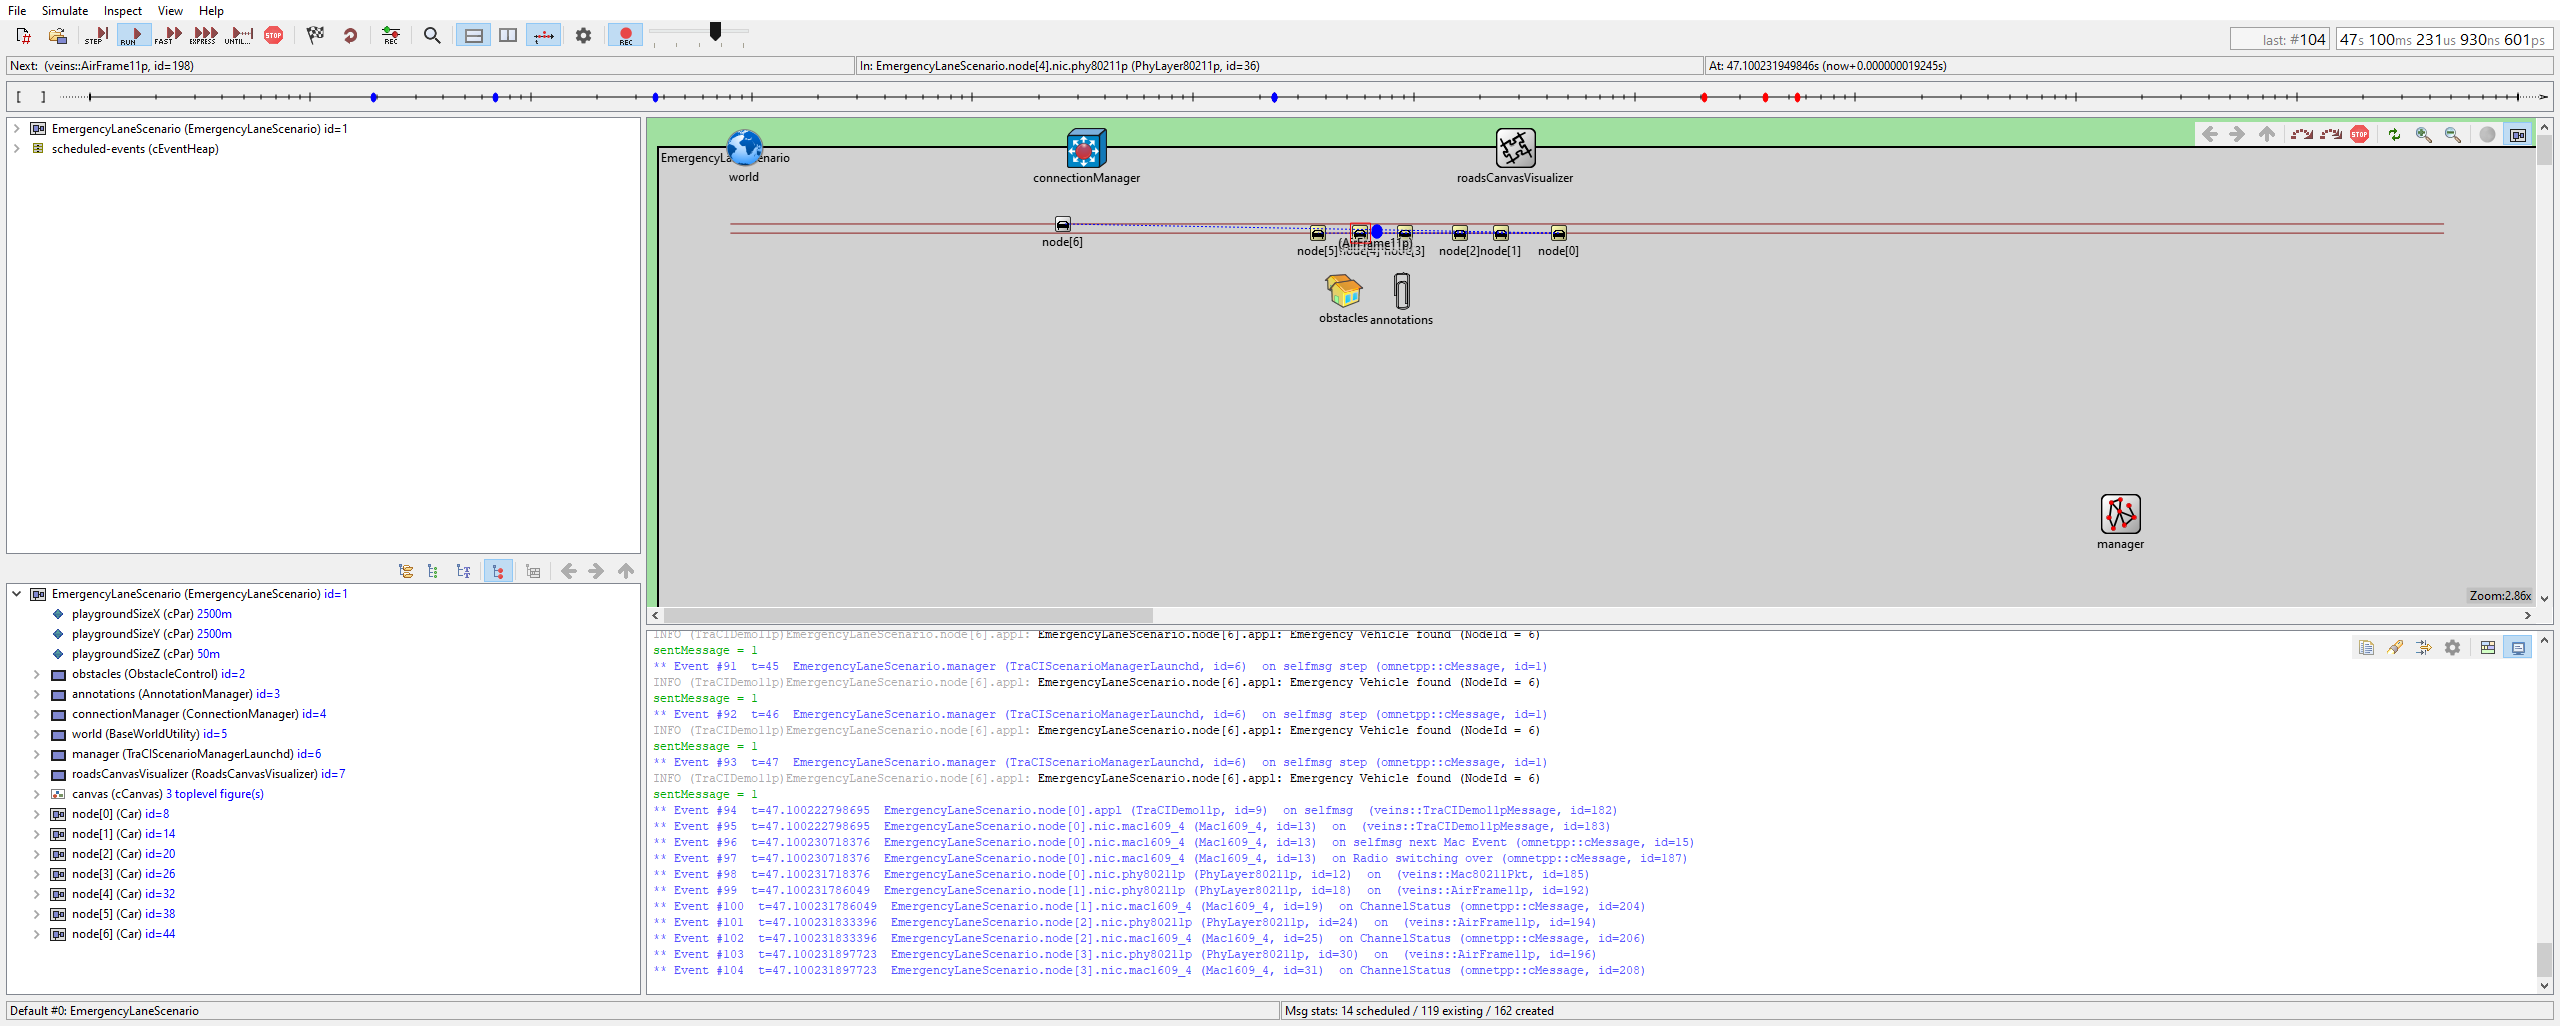 File Simulate Inspect View Help
STEP RUN FAST EXPRESS UNTIL... STOP REC REC
last: #104 47s 100ms 231us 930ns 601ps
Next: (veins::AirFrame11p, id=198) In: EmergencyLaneScenario.node[4].nic.phy80211p (PhyLayer80211p, id=36) At: 47.100231949846s (now+0.000000019245s)
EmergencyLaneScenario (EmergencyLaneScenario) id=1
scheduled-events (cEventHeap)
EmergencyLaneScenario (EmergencyLaneScenario) id=1
playgroundSizeX (cPar) 2500m
playgroundSizeY (cPar) 2500m
playgroundSizeZ (cPar) 50m
obstacles (ObstacleControl) id=2
annotations (AnnotationManager) id=3
connectionManager (ConnectionManager) id=4
world (BaseWorldUtility) id=5
manager (TraCIScenarioManagerLaunchd) id=6
roadsCanvasVisualizer (RoadsCanvasVisualizer) id=7
canvas (cCanvas) 3 toplevel figure(s)
node[0] (Car) id=8
node[1] (Car) id=14
node[2] (Car) id=20
node[3] (Car) id=26
node[4] (Car) id=32
node[5] (Car) id=38
node[6] (Car) id=44
STOP
world connectionManager roadsCanvasVisualizer
node[6]
(AirFrame11p)
node[5] node[4] node[3] node[2] node[1] node[0]
obstacles annotations
manager
Zoom:2.86x
INFO (TraCIDemo11p)EmergencyLaneScenario.node[6].appl: EmergencyLaneScenario.node[6].appl: Emergency Vehicle found (NodeId = 6)
sentMessage = 1
** Event #91 t=45 EmergencyLaneScenario.manager (TraCIScenarioManagerLaunchd, id=6) on selfmsg step (omnetpp::cMessage, id=1)
INFO (TraCIDemo11p)EmergencyLaneScenario.node[6].appl: EmergencyLaneScenario.node[6].appl: Emergency Vehicle found (NodeId = 6)
sentMessage = 1
** Event #92 t=46 EmergencyLaneScenario.manager (TraCIScenarioManagerLaunchd, id=6) on selfmsg step (omnetpp::cMessage, id=1)
INFO (TraCIDemo11p)EmergencyLaneScenario.node[6].appl: EmergencyLaneScenario.node[6].appl: Emergency Vehicle found (NodeId = 6)
sentMessage = 1
** Event #93 t=47 EmergencyLaneScenario.manager (TraCIScenarioManagerLaunchd, id=6) on selfmsg step (omnetpp::cMessage, id=1)
INFO (TraCIDemo11p)EmergencyLaneScenario.node[6].appl: EmergencyLaneScenario.node[6].appl: Emergency Vehicle found (NodeId = 6)
sentMessage = 1
** Event #94 t=47.100222798695 EmergencyLaneScenario.node[0].appl (TraCIDemo11p, id=9) on selfmsg (veins::TraCIDemo11pMessage, id=182)
** Event #95 t=47.100222798695 EmergencyLaneScenario.node[0].nic.mac1609_4 (Mac1609_4, id=13) on (veins::TraCIDemo11pMessage, id=183)
** Event #96 t=47.100230718376 EmergencyLaneScenario.node[0].nic.mac1609_4 (Mac1609_4, id=13) on selfmsg next Mac Event (omnetpp::cMessage, id=15)
** Event #97 t=47.100230718376 EmergencyLaneScenario.node[0].nic.mac1609_4 (Mac1609_4, id=13) on Radio switching over (omnetpp::cMessage, id=187)
** Event #98 t=47.100231718376 EmergencyLaneScenario.node[0].nic.phy80211p (PhyLayer80211p, id=12) on (veins::Mac80211Pkt, id=185)
** Event #99 t=47.100231786049 EmergencyLaneScenario.node[1].nic.phy80211p (PhyLayer80211p, id=18) on (veins::AirFrame11p, id=192)
** Event #100 t=47.100231786049 EmergencyLaneScenario.node[1].nic.mac1609_4 (Mac1609_4, id=19) on ChannelStatus (omnetpp::cMessage, id=204)
** Event #101 t=47.100231833396 EmergencyLaneScenario.node[2].nic.phy80211p (PhyLayer80211p, id=24) on (veins::AirFrame11p, id=194)
** Event #102 t=47.100231833396 EmergencyLaneScenario.node[2].nic.mac1609_4 (Mac1609_4, id=25) on ChannelStatus (omnetpp::cMessage, id=206)
** Event #103 t=47.100231897723 EmergencyLaneScenario.node[3].nic.phy80211p (PhyLayer80211p, id=30) on (veins::AirFrame11p, id=196)
** Event #104 t=47.100231897723 EmergencyLaneScenario.node[3].nic.mac1609_4 (Mac1609_4, id=31) on ChannelStatus (omnetpp::cMessage, id=208)
Default #0: EmergencyLaneScenario Msg stats: 14 scheduled / 119 existing / 162 created